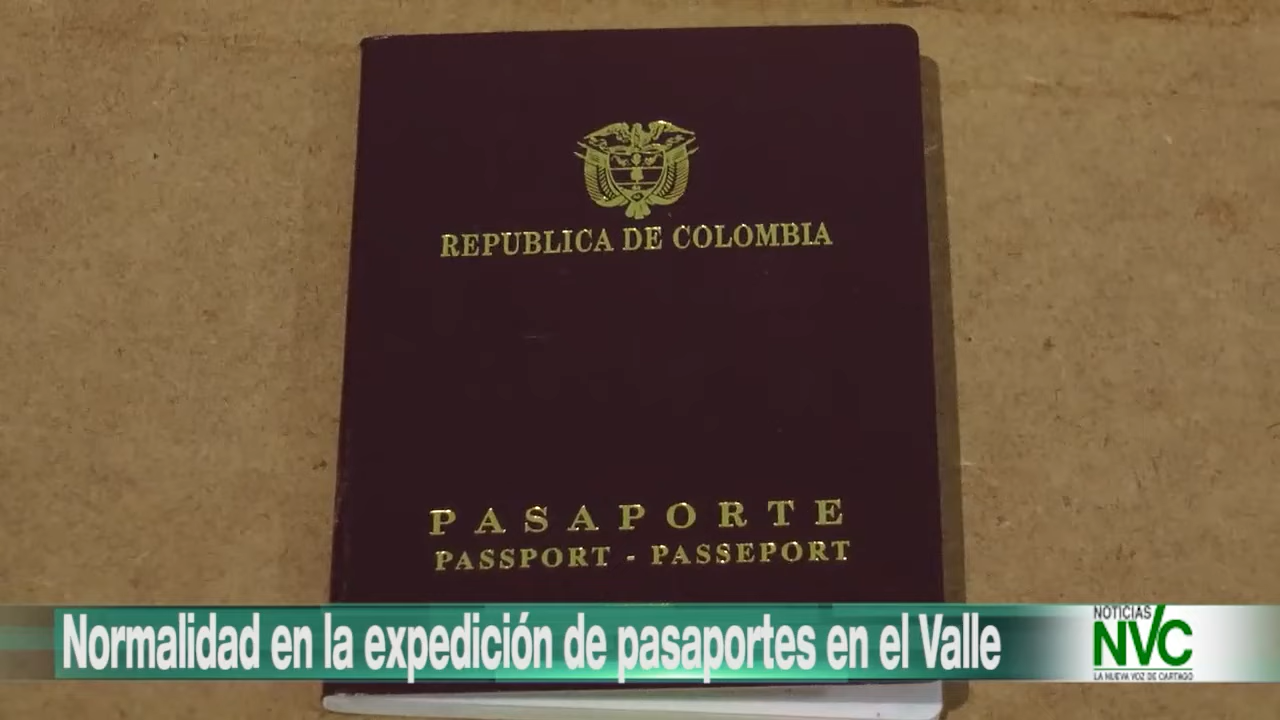 REPUBLICA DE COLOMBIA
PASAPORTE
PASSPORT - PASSEPORT
Normalidad en la expedición de pasaportes en el Valle
NOTICIAS
NVC
LA NUEVA VOZ DE CARTAGO